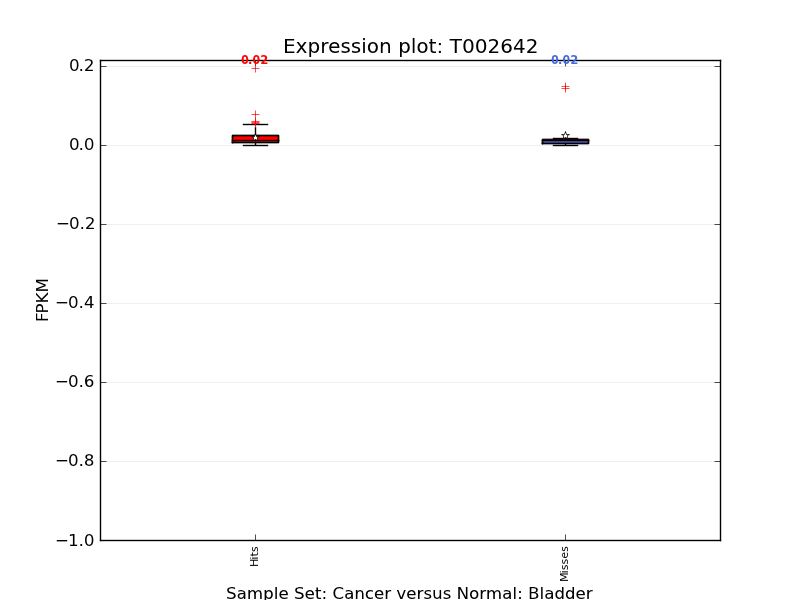 Expression plot: T002642
0.02
0.02
0.2
0.0
−0.2
−0.4
−0.6
−0.8
−1.0
FPKM
Hits
Misses
Sample Set: Cancer versus Normal: Bladder